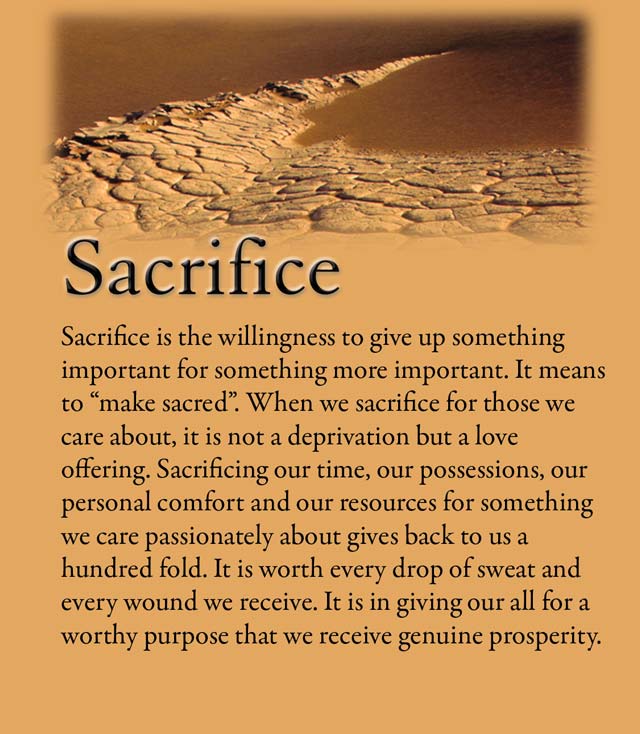 Sacrifice
Sacrifice is the willingness to give up something
important for something more important. It means
to “make sacred”. When we sacrifice for those we
care about, it is not a deprivation but a love
offering. Sacrificing our time, our possessions, our
personal comfort and our resources for something
we care passionately about gives back to us a
hundred fold. It is worth every drop of sweat and
every wound we receive. It is in giving our all for a
worthy purpose that we receive genuine prosperity.